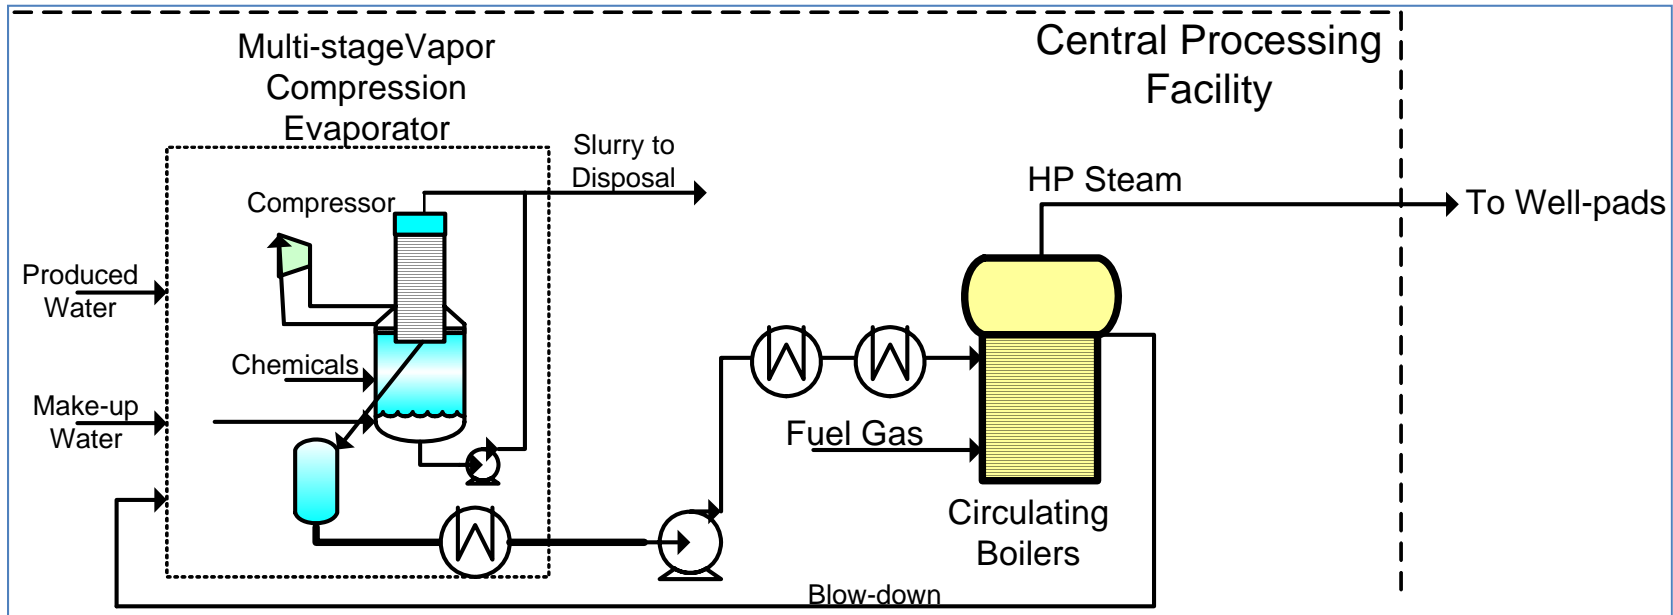 Multi-stageVapor
Compression
Evaporator
Central Processing
Facility
Slurry to
Disposal
HP Steam
To Well-pads
Compressor
Produced
Water
Chemicals
Make-up
Water
Fuel Gas
Circulating
Boilers
Blow-down